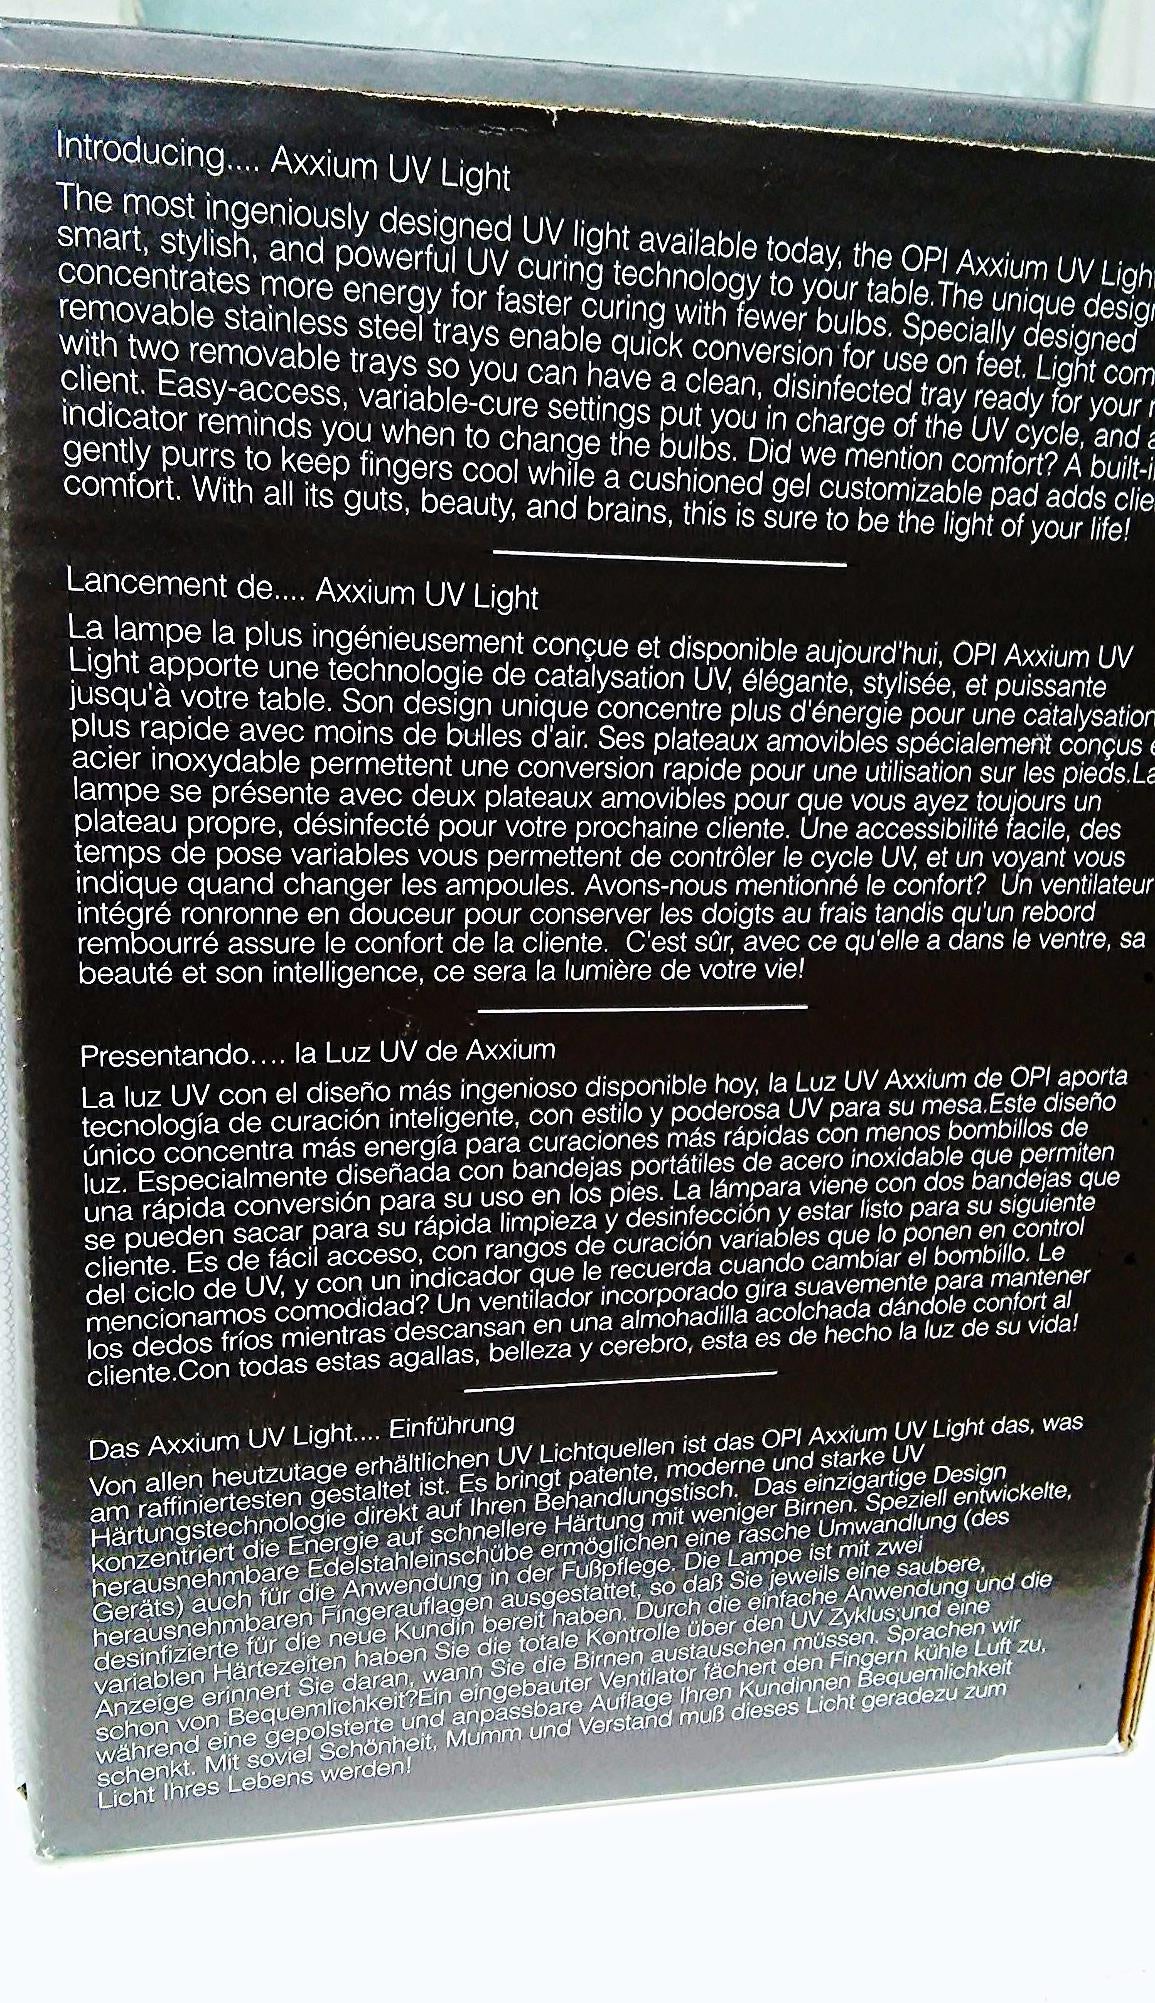 Introducing.... Axxium UV Light
The most ingeniously designed UV light available today, the OPI Axxium UV Light
smart, stylish, and powerful UV curing technology to your table.The unique design
concentrates more energy for faster curing with fewer bulbs. Specially designed
removable stainless steel trays enable quick conversion for use on feet. Light com
with two removable trays so you can have a clean, disinfected tray ready for your
client. Easy-access, variable-cure settings put you in charge of the UV cycle, and a
indicator reminds you when to change the bulbs. Did we mention comfort? A built-i
gently purrs to keep fingers cool while a cushioned gel customizable pad adds clie
comfort. With all its guts, beauty, and brains, this is sure to be the light of your life!
Lancement de.... Axxium UV Light
La lampe la plus ingénieusement conçue et disponible aujourd'hui, OPI Axxium UV
Light apporte une technologie de catalysation UV, élégante, stylisée, et puissante
jusqu'à votre table. Son design unique concentre plus d'énergie pour une catalysation
plus rapide avec moins de bulles d'air. Ses plateaux amovibles spécialement conçus e
acier inoxydable permettent une conversion rapide pour une utilisation sur les pieds.La
lampe se présente avec deux plateaux amovibles pour que vous ayez toujours un
plateau propre, désinfecté pour votre prochaine cliente. Une accessibilité facile, des
temps de pose variables vous permettent de contrôler le cycle UV, et un voyant vous
indique quand changer les ampoules. Avons-nous mentionné le confort? Un ventilateur
intégré ronronne en douceur pour conserver les doigts au frais tandis qu'un rebord
rembourré assure le confort de la cliente. C'est sûr, avec ce qu'elle a dans le ventre, sa
beauté et son intelligence, ce sera la lumière de votre vie!
Presentando.... la Luz UV de Axxium
La luz UV con el diseño más ingenioso disponible hoy, la Luz UV Axxium de OPI aporta
tecnología de curación inteligente, con estilo y poderosa UV para su mesa.Este diseño
único concentra más energía para curaciones más rápidas con menos bombillos de
luz. Especialmente diseñada con bandejas portátiles de acero inoxidable que permiten
una rápida conversión para su uso en los pies. La lámpara viene con dos bandejas que
se pueden sacar para su rápida limpieza y desinfección y estar listo para su siguiente
cliente. Es de fácil acceso, con rangos de curación variables que lo ponen en control
del ciclo de UV, y con un indicador que le recuerda cuando cambiar el bombillo. Le
mencionamos comodidad? Un ventilador incorporado gira suavemente para mantener
los dedos fríos mientras descansan en una almohadilla acolchada dándole confort al
cliente.Con todas estas agallas, belleza y cerebro, esta es de hecho la luz de su vida!
Das Axxium UV Light.... Einführung
Von allen heutzutage erhältlichen UV Lichtquellen ist das OPI Axxium UV Light das, was
am raffiniertesten gestaltet ist. Es bringt patente, moderne und starke UV
Härtungstechnologie direkt auf Ihren Behandlungstisch. Das einzigartige Design
konzentriert die Energie auf schnellere Härtung mit weniger Birnen. Speziell entwickelte,
herausnehmbare Edelstahleinschübe ermöglichen eine rasche Umwandlung (des
Geräts) auch für die Anwendung in der Fußpflege. Die Lampe ist mit zwei
herausnehmbaren Fingerauflagen ausgestattet, so daß Sie jeweils eine saubere,
desinfizierte für die neue Kundin bereit haben. Durch die einfache Anwendung und die
variablen Härtezeiten haben Sie die totale Kontrolle über den UV Zyklus;und eine
Anzeige erinnert Sie daran, wann Sie die Birnen austauschen müssen. Sprachen wir
schon von Bequemlichkeit?Ein eingebauter Ventilator fächert den Fingern kühle Luft zu,
während eine gepolsterte und anpassbare Auflage Ihren Kundinnen Bequemlichkeit
schenkt. Mit soviel Schönheit, Mumm und Verstand muß dieses Licht geradezu zum
Licht Ihres Lebens werden!